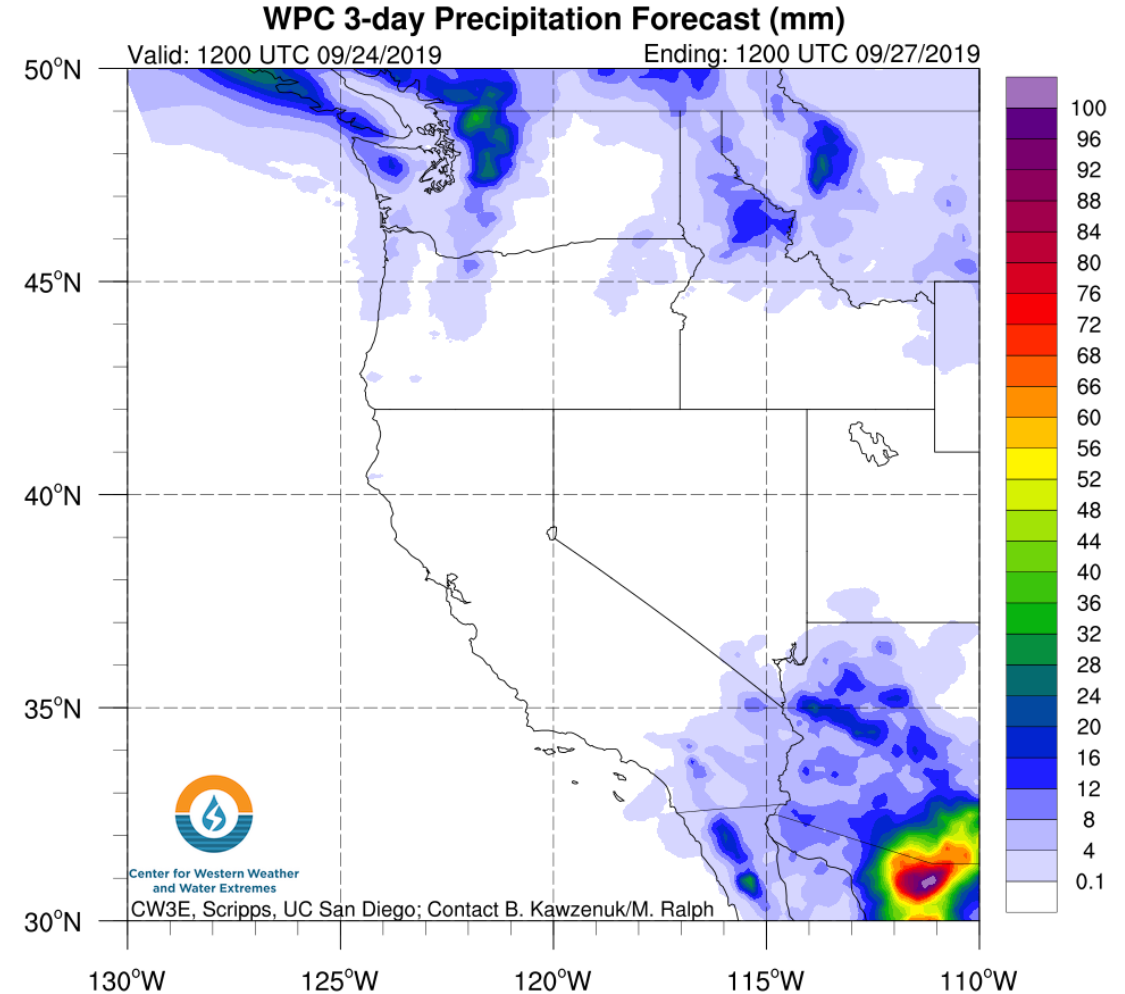 WPC 3-day Precipitation Forecast (mm)
Valid: 1200 UTC 09/24/2019 Ending: 1200 UTC 09/27/2019
50°N
45°N
40°N
35°N
30°N
130°W 125°W 120°W 115°W 110°W
100
96
92
88
84
80
76
72
68
66
60
56
52
48
44
40
36
32
28
24
20
16
12
8
4
0.1
Center for Western Weather
and Water Extremes
CW3E, Scripps, UC San Diego; Contact B. Kawzenuk/M. Ralph